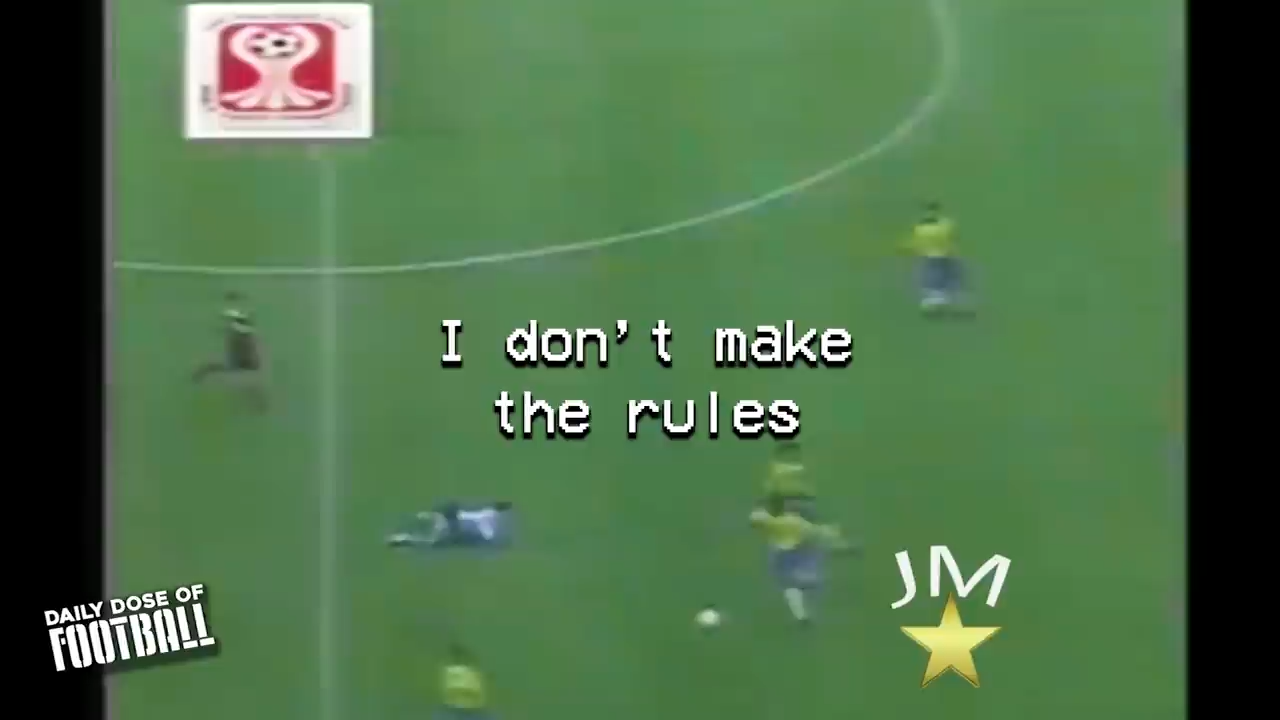 I don't make
the rules
JM
DAILY DOSE OF
FOOTBALL